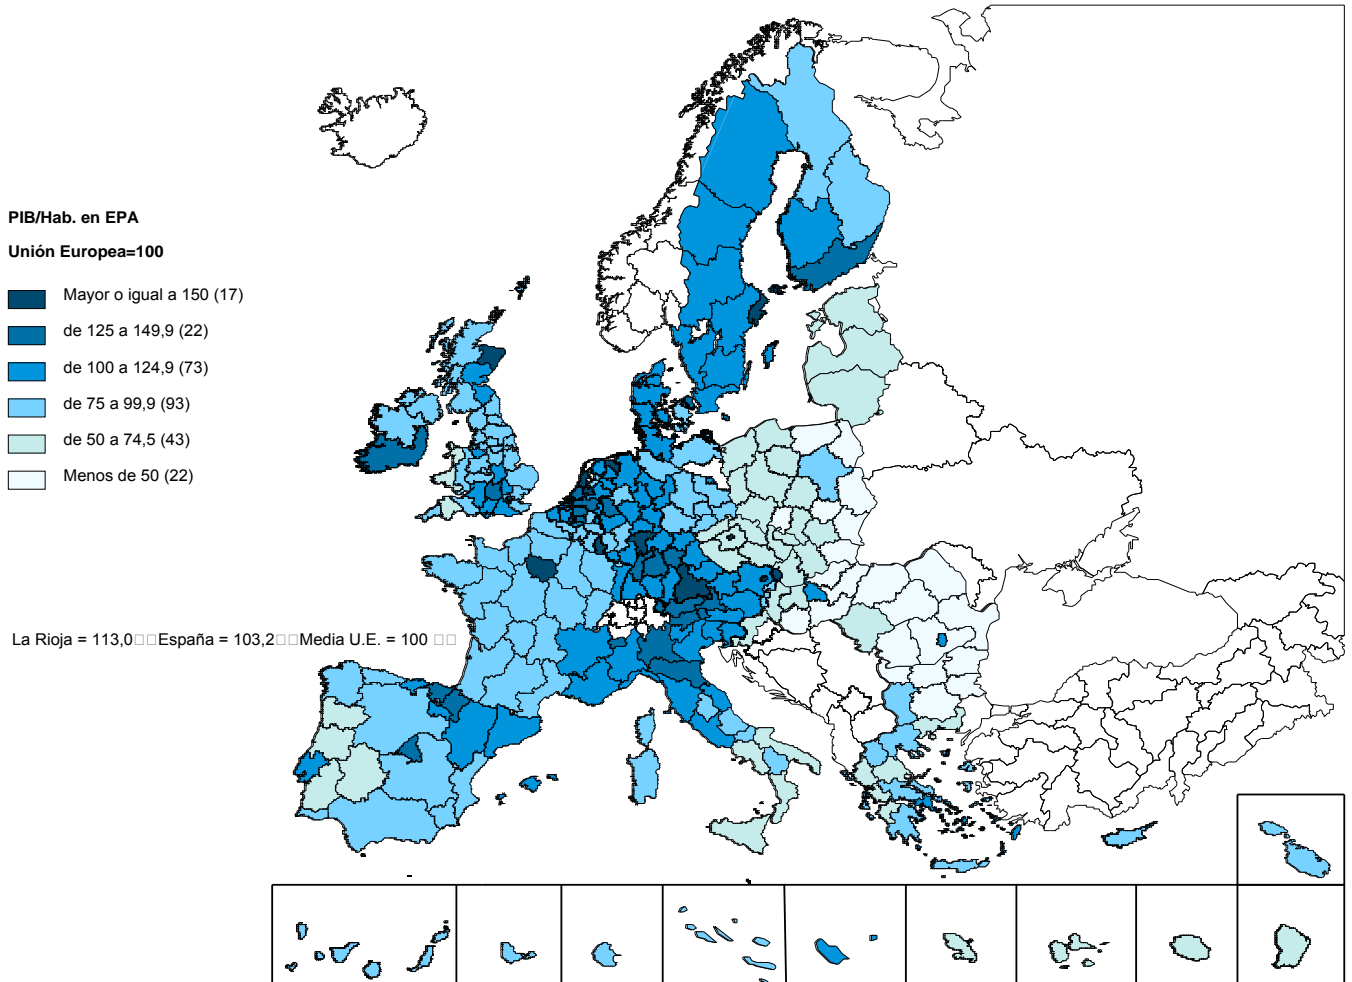 PIB/Hab. en EPA
Unión Europea=100
Mayor o igual a 150 (17)
de 125 a 149,9 (22)
de 100 a 124,9 (73)
de 75 a 99,9 (93)
de 50 a 74,5 (43)
Menos de 50 (22)
La Rioja = 113,0□□España = 103,2□□Media U.E. = 100 □□